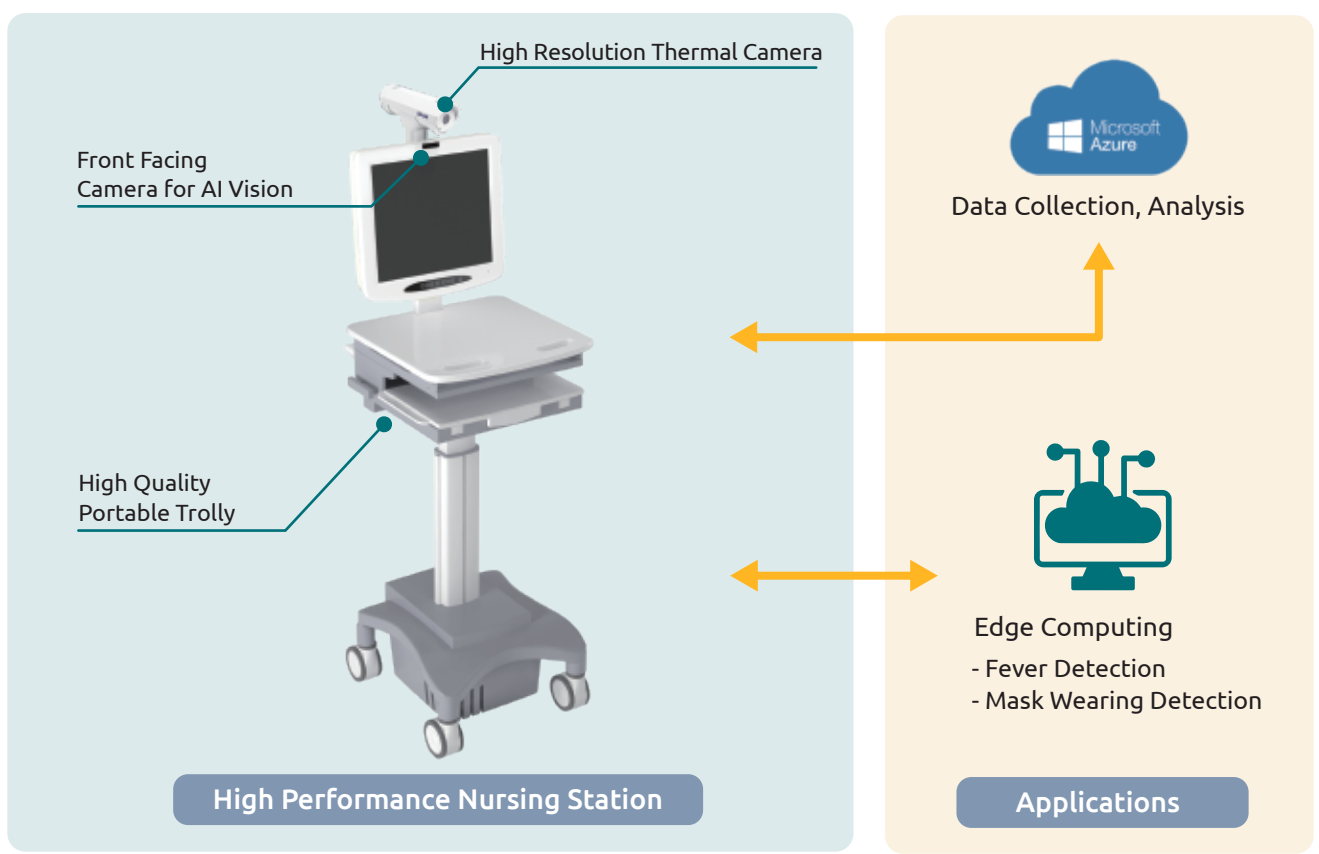 High Resolution Thermal Camera
Front Facing
Camera for AI Vision
High Quality
Portable Trolly
High Performance Nursing Station
Microsoft
Azure
Data Collection, Analysis
Edge Computing
- Fever Detection
- Mask Wearing Detection
Applications